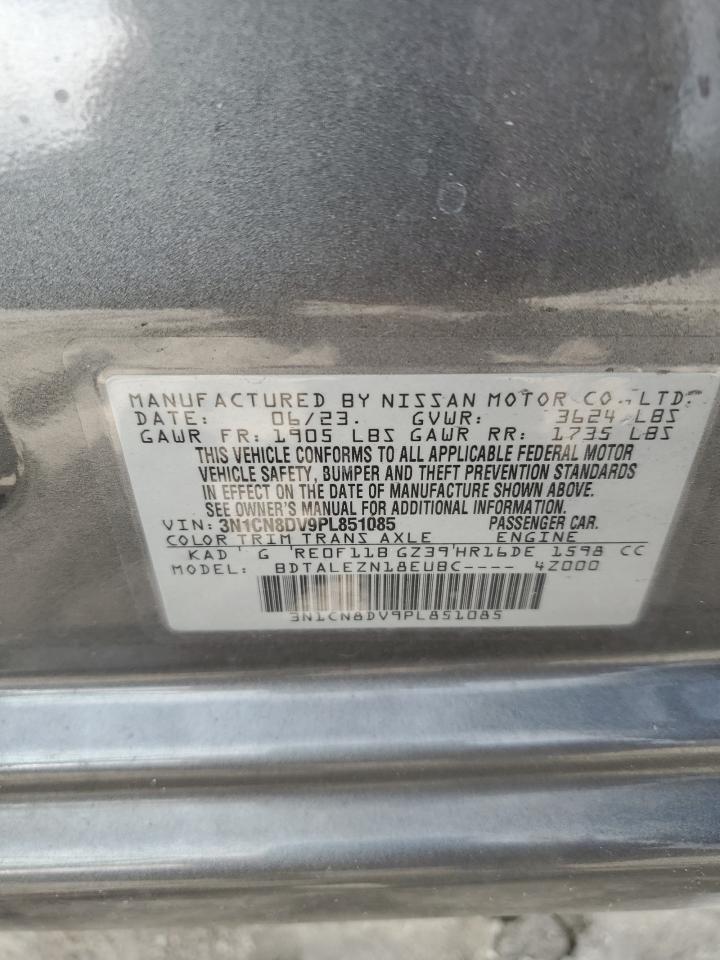 MANUFACTURED BY NISSAN MOTOR CO.,LTD.
DATE: 06/23. GVWR: 3624 LBS
GAWR FR: 1905 LBS GAWR RR: 1735 LBS
THIS VEHICLE CONFORMS TO ALL APPLICABLE FEDERAL MOTOR
VEHICLE SAFETY, BUMPER AND THEFT PREVENTION STANDARDS
IN EFFECT ON THE DATE OF MANUFACTURE SHOWN ABOVE.
SEE OWNER'S MANUAL FOR ADDITIONAL INFORMATION.
VIN: 3N1CN8DV9PL851085 PASSENGER CAR.
COLOR TRIM TRANS AXLE ENGINE
KAD G RE0F11B GZ39 HR16DE 1598 CC
MODEL: BDTALEZN18EUBC---- 4Z000
3N1CN8DV9PL851085